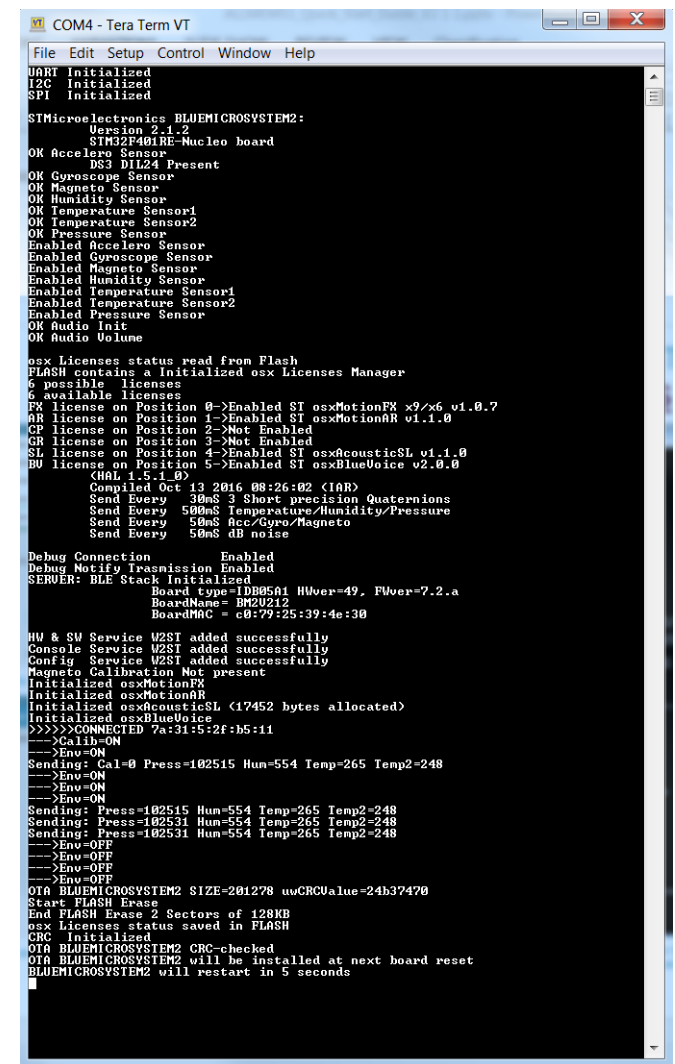 COM4 - Tera Term VT
File Edit Setup Control Window Help
UART Initialized
I2C  Initialized
SPI  Initialized
STMicroelectronics BLUEMICROSYSTEM2:
Version 2.1.2
STM32F401RE-Nucleo board
OK Accelero Sensor
DS3 DIL24 Present
OK Gyroscope Sensor
OK Magneto Sensor
OK Humidity Sensor
OK Temperature Sensor1
OK Temperature Sensor2
OK Pressure Sensor
Enabled Accelero Sensor
Enabled Gyroscope Sensor
Enabled Magneto Sensor
Enabled Humidity Sensor
Enabled Temperature Sensor1
Enabled Temperature Sensor2
Enabled Pressure Sensor
OK Audio Init
OK Audio Volume
osx Licenses status read from Flash
FLASH contains a Initialized osx Licenses Manager
6 possible  licenses
6 available licenses
FX license on Position 0->Enabled ST osxMotionFX x9/x6 v1.0.7
AR license on Position 1->Enabled ST osxMotionAR v1.1.0
CP license on Position 2->Not Enabled
GR license on Position 3->Not Enabled
SL license on Position 4->Enabled ST osxAcousticSL v1.1.0
BV license on Position 5->Enabled ST osxBlueVoice v2.0.0
(HAL 1.5.1_0)
Compiled Oct 13 2016 08:26:02 (IAR)
Send Every   30mS 3 Short precision Quaternions
Send Every  500mS Temperature/Humidity/Pressure
Send Every   50mS Acc/Gyro/Magneto
Send Every   50mS dB noise
Debug Connection         Enabled
Debug Notify Trasmission Enabled
SERVER: BLE Stack Initialized
Board type=IDB05A1 HWver=49, FWver=7.2.a
BoardName= BM2V212
BoardMAC = c0:79:25:39:4e:30
HW & SW Service W2ST added successfully
Console Service W2ST added successfully
Config  Service W2ST added successfully
Magneto Calibration Not present
Initialized osxMotionFX
Initialized osxMotionAR
Initialized osxAcousticSL (17452 bytes allocated)
Initialized osxBlueVoice
>>>>>>CONNECTED 7a:31:5:2f:b5:11
--->Calib=ON
--->Env=ON
Sending: Cal=0 Press=102515 Hum=554 Temp=265 Temp2=248
--->Env=ON
--->Env=ON
--->Env=ON
Sending: Press=102515 Hum=554 Temp=265 Temp2=248
Sending: Press=102531 Hum=554 Temp=265 Temp2=248
Sending: Press=102531 Hum=554 Temp=265 Temp2=248
--->Env=OFF
--->Env=OFF
--->Env=OFF
--->Env=OFF
OTA BLUEMICROSYSTEM2 SIZE=201278 uwCRCValue=24b37470
Start FLASH Erase
End FLASH Erase 2 Sectors of 128KB
osx Licenses status saved in FLASH
CRC  Initialized
OTA BLUEMICROSYSTEM2 CRC-checked
OTA BLUEMICROSYSTEM2 will be installed at next board reset
BLUEMICROSYSTEM2 will restart in 5 seconds